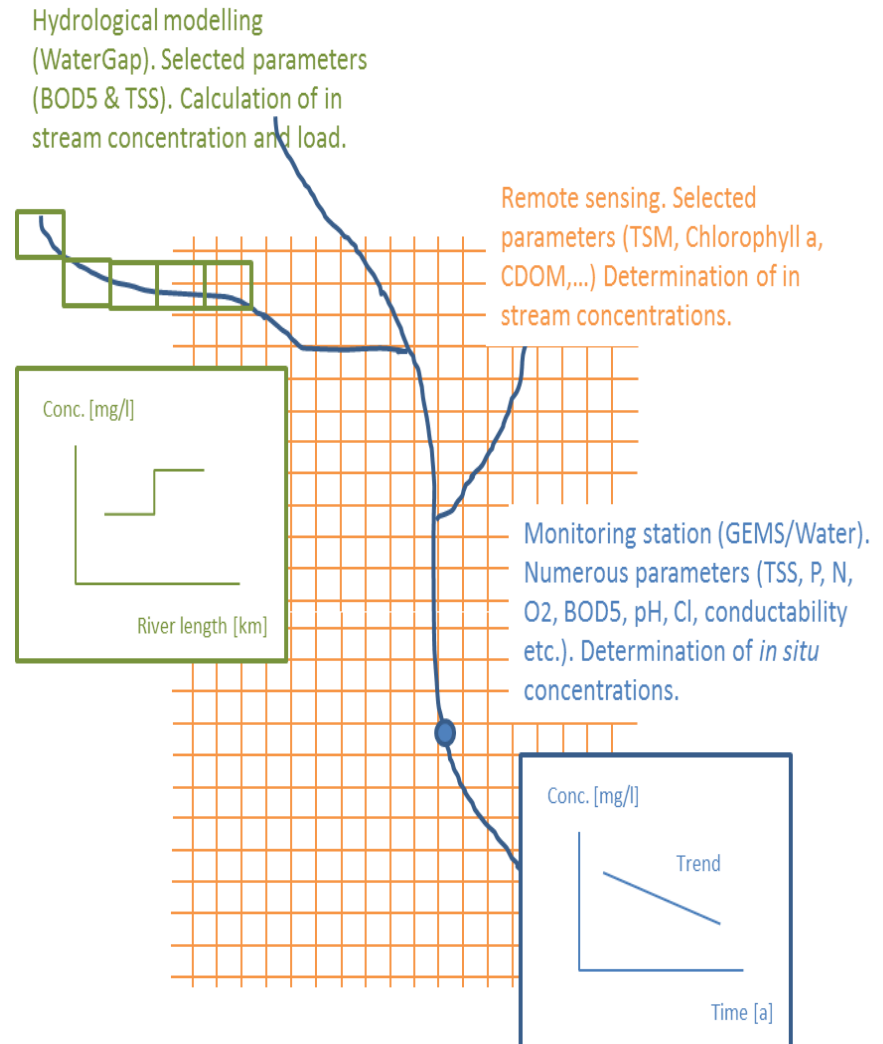 Hydrological modelling
(WaterGap). Selected parameters
(BOD5 & TSS). Calculation of in
stream concentration and load.
Remote sensing. Selected
parameters (TSM, Chlorophyll a,
CDOM,...) Determination of in
stream concentrations.
Conc. [mg/l]
River length [km]
Monitoring station (GEMS/Water).
Numerous parameters (TSS, P, N,
O2, BOD5, pH, Cl, conductability
etc.). Determination of in situ
concentrations.
Conc. [mg/l]
Trend
Time [a]